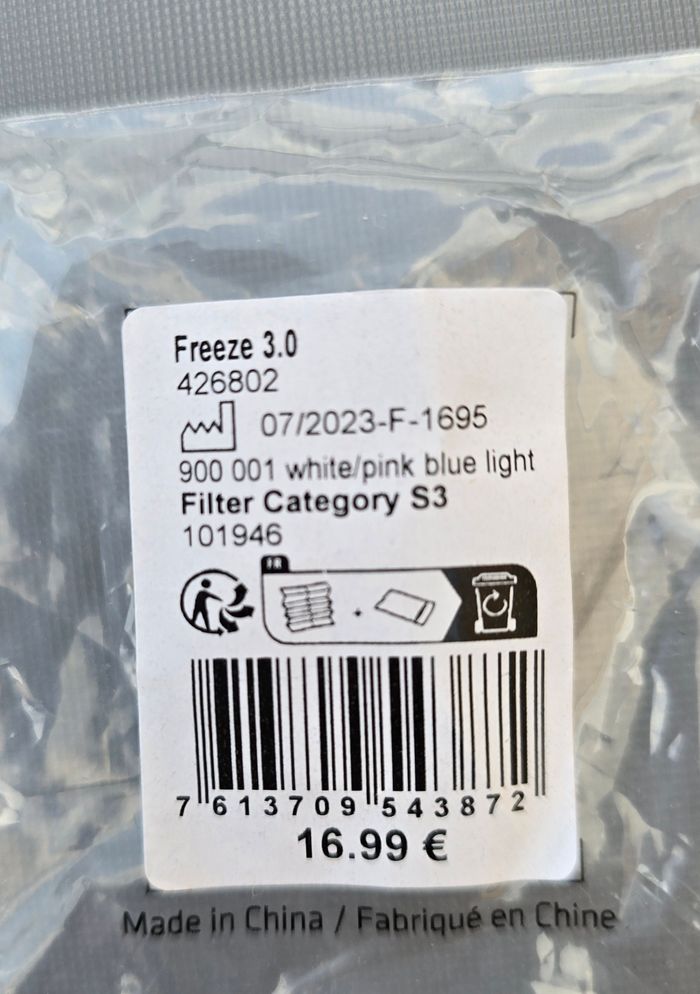 Freeze 3.0
426802
07/2023-F-1695
900 001 white/pink blue light
Filter Category S3
101946
FR
7 613709 543872
16.99 €
Made in China / Fabriqué en Chine